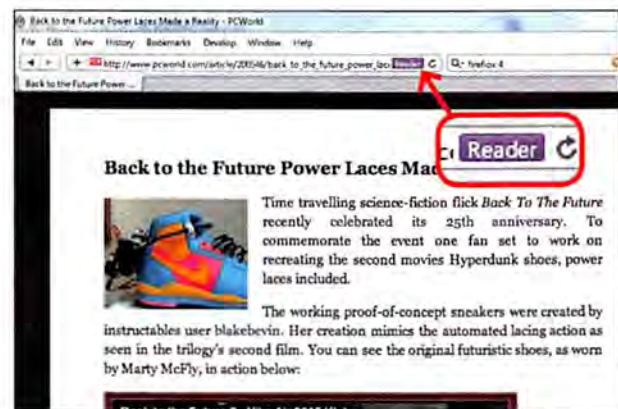 Back to the Future Power Laces Made a Reality - PCWorld
File Edit View History Bookmarks Develop Window Help
http://www.pcworld.com/article/200546/back_to_the_future_power_lac Reader firefox 4
Back to the Future Power ...
Reader
Back to the Future Power Laces Mad
Time travelling science-fiction flick Back To The Future
recently celebrated its 25th anniversary. To
commemorate the event one fan set to work on
recreating the second movies Hyperdunk shoes, power
laces included.
The working proof-of-concept sneakers were created by
instructables user blakebevin. Her creation mimics the automated lacing action as
seen in the trilogy's second film. You can see the original futuristic shoes, as worn
by Marty McFly, in action below: